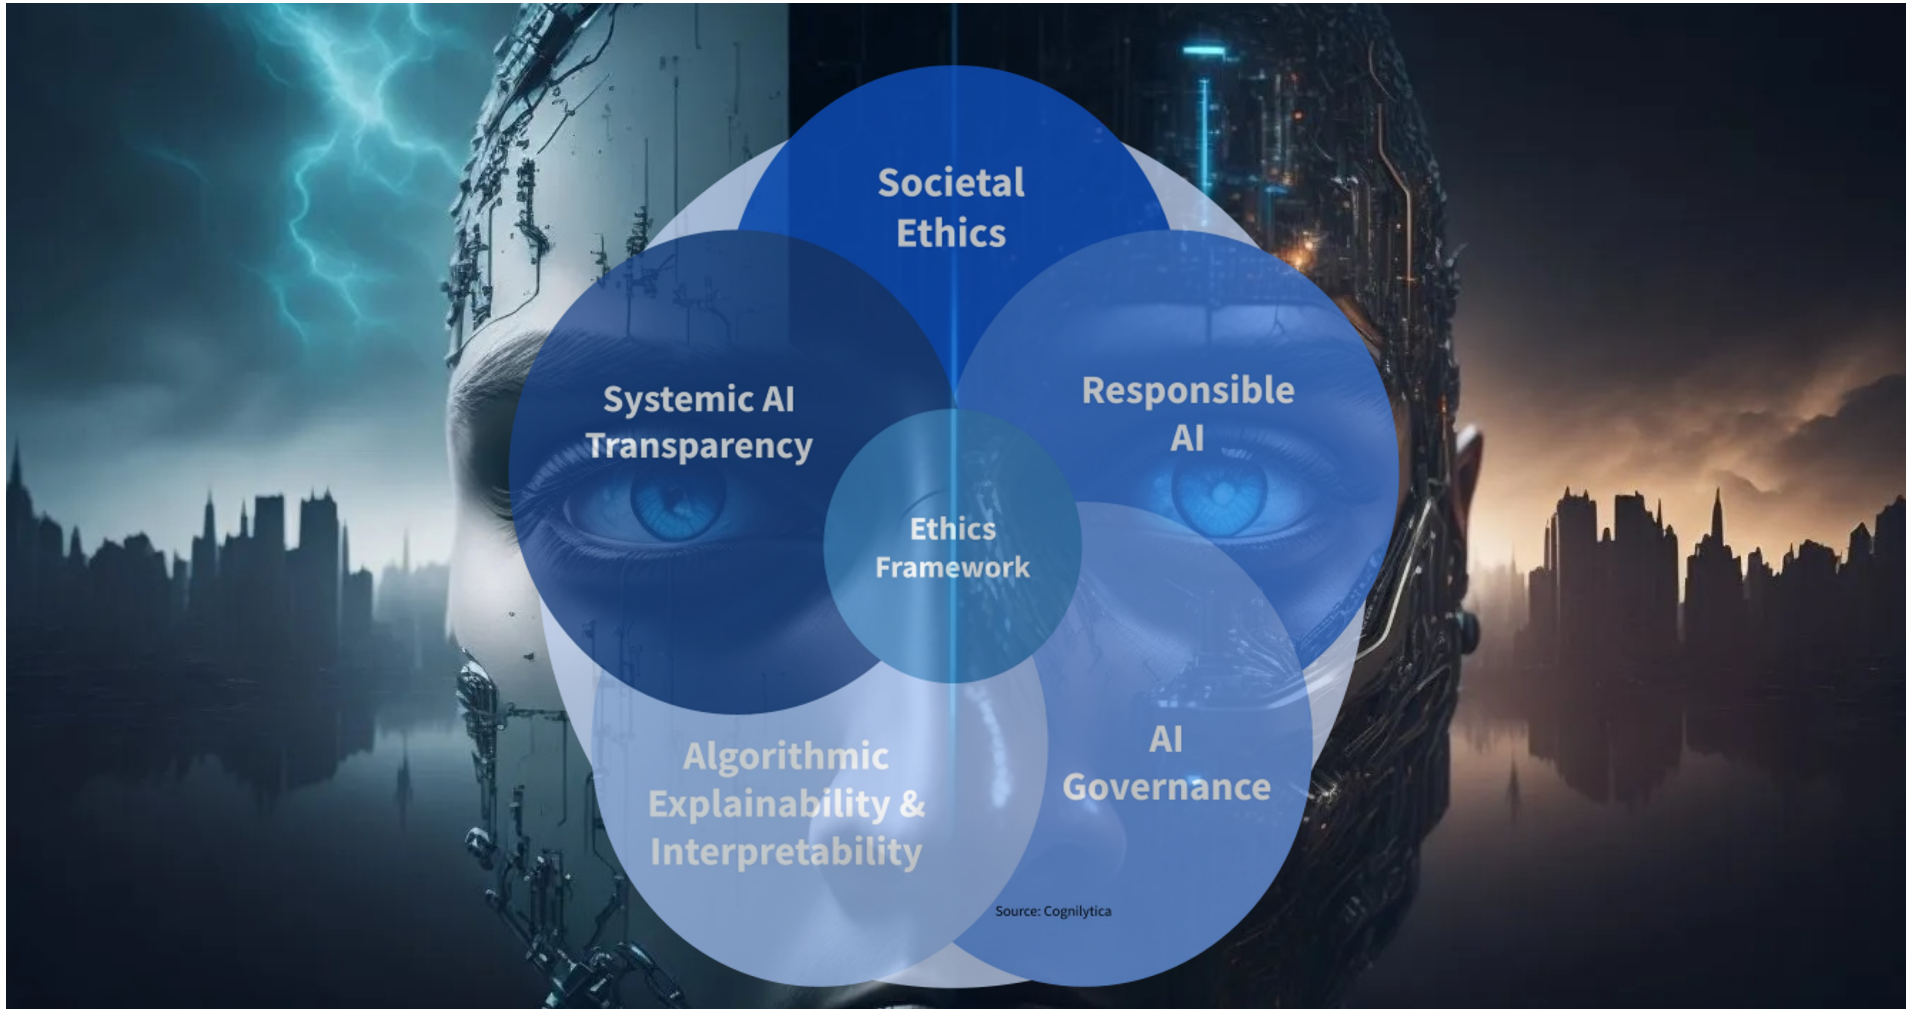 Societal
Ethics
Systemic AI
Transparency
Responsible
AI
Ethics
Framework
Algorithmic
Explainability &
Interpretability
AI
Governance
Source: Cognilytica